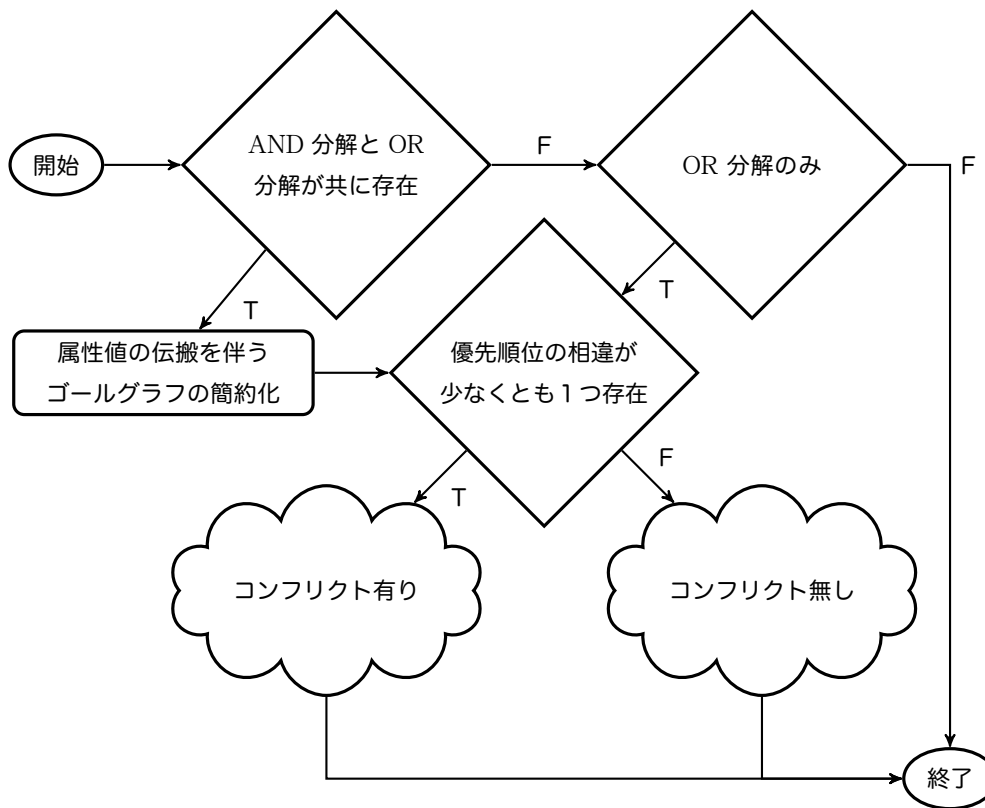 開始
AND 分解と OR
分解が共に存在
F
OR 分解のみ
F
T
T
属性値の伝搬を伴う
ゴールグラフの簡約化
優先順位の相違が
少なくとも１つ存在
T
F
コンフリクト有り
コンフリクト無し
終了